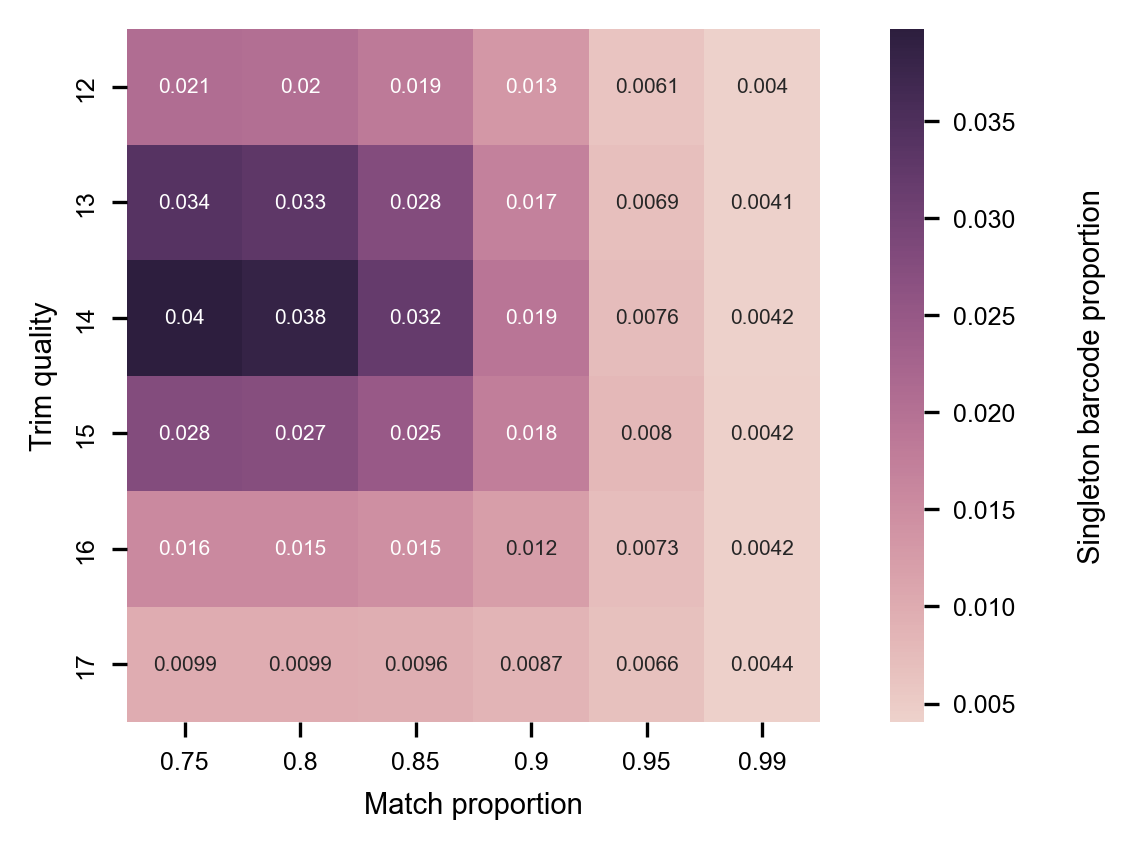 12 0.021 0.02 0.019 0.013 0.0061 0.004
13 0.034 0.033 0.028 0.017 0.0069 0.0041
14 0.04 0.038 0.032 0.019 0.0076 0.0042
15 0.028 0.027 0.025 0.018 0.008 0.0042
16 0.016 0.015 0.015 0.012 0.0073 0.0042
17 0.0099 0.0099 0.0096 0.0087 0.0066 0.0044
0.75 0.8 0.85 0.9 0.95 0.99
Match proportion
Trim quality
0.035
0.030
0.025
0.020
0.015
0.010
0.005
Singleton barcode proportion